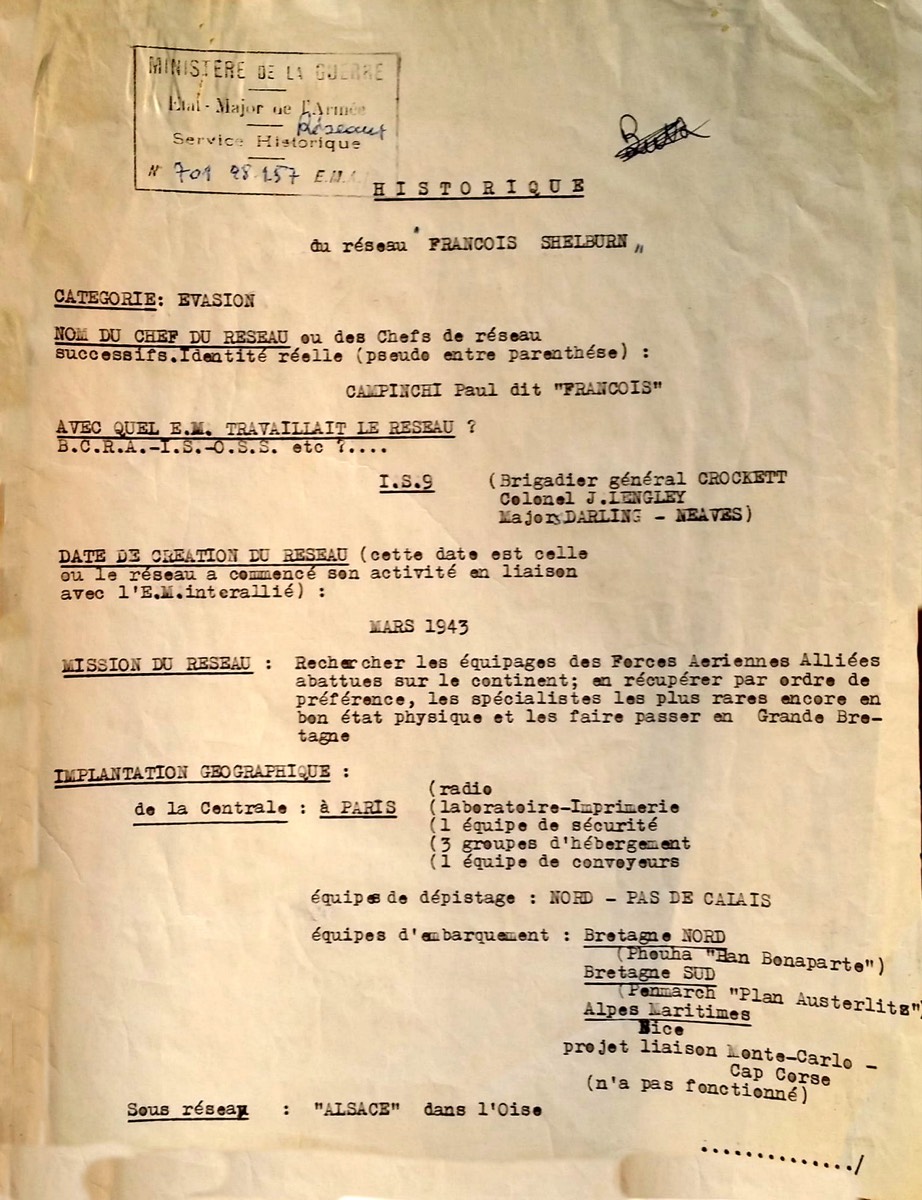 MINISTERE DE LA GUERRE
Etat-Major de l'Armée
Réseaux
Service Historique
N° 701 98.157 E.M.A.
HISTORIQUE
du réseau "FRANCOIS SHELBURN"
CATEGORIE: EVASION
NOM DU CHEF DU RESEAU ou des Chefs de réseau
successifs.Identité réelle (pseudo entre parenthése) :
CAMPINCHI Paul dit "FRANCOIS"
AVEC QUEL E.M. TRAVAILLAIT LE RESEAU ?
B.C.R.A.-I.S.-O.S.S. etc ?....
I.S.9 (Brigadier général CROCKETT
Colonel J.LENGLEY
Majors DARLING - NEAVES)
DATE DE CREATION DU RESEAU (cette date est celle
ou le réseau a commencé son activité en liaison
avec l'E.M.interallié) :
MARS 1943
MISSION DU RESEAU : Rechercher les équipages des Forces Aeriennes Alliées
abattues sur le continent; en récupérer par ordre de
préférence, les spécialistes les plus rares encore en
bon état physique et les faire passer en Grande Bre-
tagne
IMPLANTATION GEOGRAPHIQUE :
(radio
de la Centrale : à PARIS (laboratoire-Imprimerie
(1 équipe de sécurité
(3 groupes d'hébergement
(1 équipe de convoyeurs
équipes de dépistage : NORD - PAS DE CALAIS
équipes d'embarquement : Bretagne NORD
(Plouha "Plan Bonaparte")
Bretagne SUD
(Penmarch "Plan Austerlitz")
Alpes Maritimes
Nice
projet liaison Monte-Carlo -
Cap Corse
(n'a pas fonctionné)
Sous réseau : "ALSACE" dans l'Oise
............../